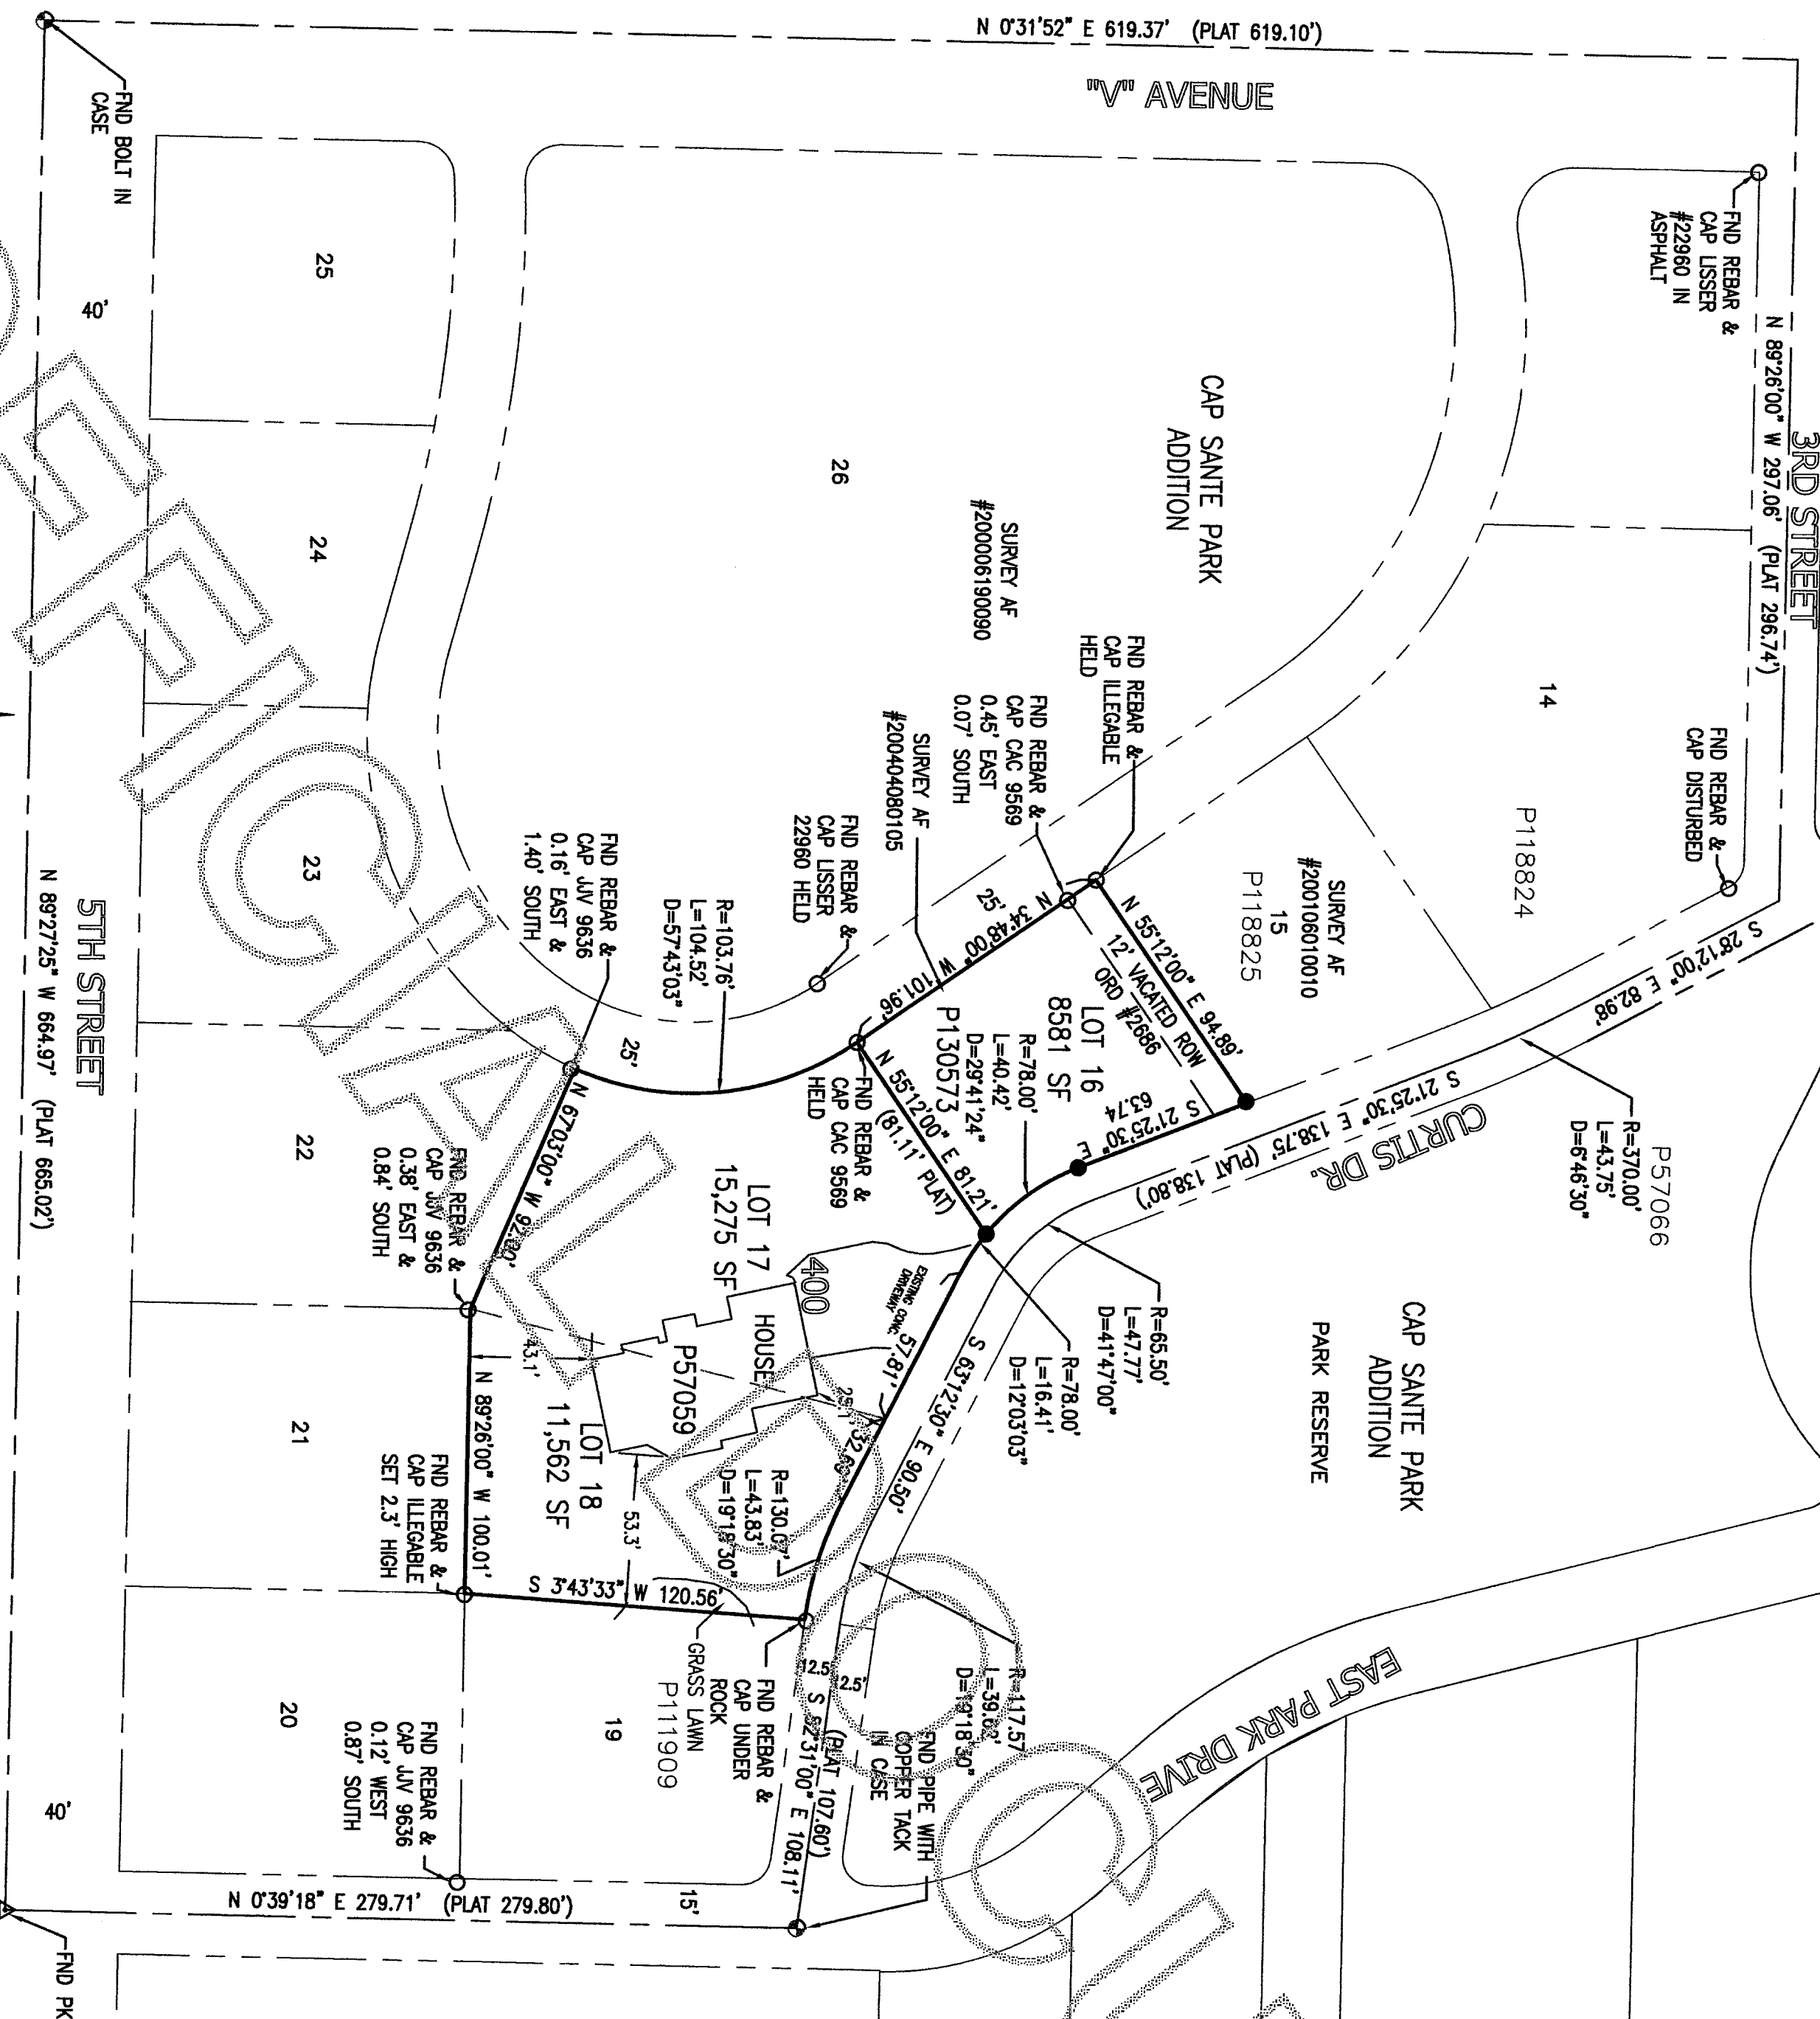 N 0°31'52" E 619.37' (PLAT 619.10')
"V" AVENUE
FND BOLT IN
CASE
40'
25
24
23
22
21
20
19
26
14
15
3RD STREET
N 89°26'00" W 297.06' (PLAT 296.74')
FND REBAR &
CAP LISSER
#22960 IN
ASPHALT
FND REBAR &
CAP DISTURBED
CAP SANTE PARK
ADDITION
SURVEY AF
#200006190090
FND REBAR &
CAP ILLEGABLE
HELD
FND REBAR &
CAP CAC 9569
0.45' EAST
0.07' SOUTH
SURVEY AF
#200404080105
FND REBAR &
CAP LISSER
22960 HELD
FND REBAR &
CAP JJV 9636
0.16' EAST &
1.40' SOUTH
R=103.76'
L=104.52'
D=57°43'03"
25'
25'
N 34°48'00" W 101.96'
N 55°12'00" E 94.89'
12' VACATED ROW
ORD #2686
LOT 16
8581 SF
P130573
S 21°25'30" E
63.74
R=78.00'
L=40.42'
D=29°41'24"
N 55°12'00" E 81.21'
(81.11' PLAT)
FND REBAR &
CAP CAC 9569
HELD
SURVEY AF
#200106010010
P118825
P118824
S 28°12'00" E 82.98'
R=370.00'
L=43.75'
D=6°46'30"
P57066
S 21°25'30" E 138.75' (PLAT 138.80')
CURTIS DR.
CAP SANTE PARK
ADDITION
PARK RESERVE
R=65.50'
L=47.77'
D=41°47'00"
R=78.00'
L=16.41'
D=12°03'03"
S 63°12'30" E 90.50'
EXISTING CONC.
DRIVEWAY
57.81'
LOT 17
15,275 SF
400
HOUSE
P57059
LOT 18
11,562 SF
43.1'
53.3'
N 67°03'00" W 92.00'
FND REBAR &
CAP JJV 9636
0.38' EAST &
0.84' SOUTH
N 89°26'00" W 100.01'
FND REBAR &
CAP ILLEGABLE
SET 2.3' HIGH
S 3°43'33" W 120.56'
R=130.07'
L=43.83'
D=19°18'30"
R=117.57'
L=39.62'
D=19°18'30"
12.5'
12.5'
FND REBAR &
CAP UNDER
ROCK
GRASS LAWN
P111909
(PLAT 107.60')
S 82°31'00" E 108.11'
FND PIPE WITH
COPPER TACK
IN CASE
EAST PARK DRIVE
FND REBAR &
CAP JJV 9636
0.12' WEST
0.87' SOUTH
N 0°39'18" E 279.71' (PLAT 279.80')
15'
40'
5TH STREET
N 89°27'25" W 664.97' (PLAT 665.02')
FND PK